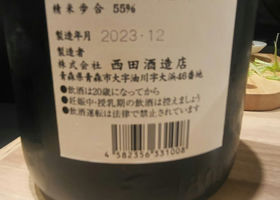 精米歩合 55%
製造年月 2023・12
製造者
株式会社 西田酒造店
青森県青森市大字油川字大浜46番地
●飲酒は20歳になってから
●妊娠中・授乳期の飲酒は控えましょう
●飲酒運転は法律で禁止されています
4582356331008